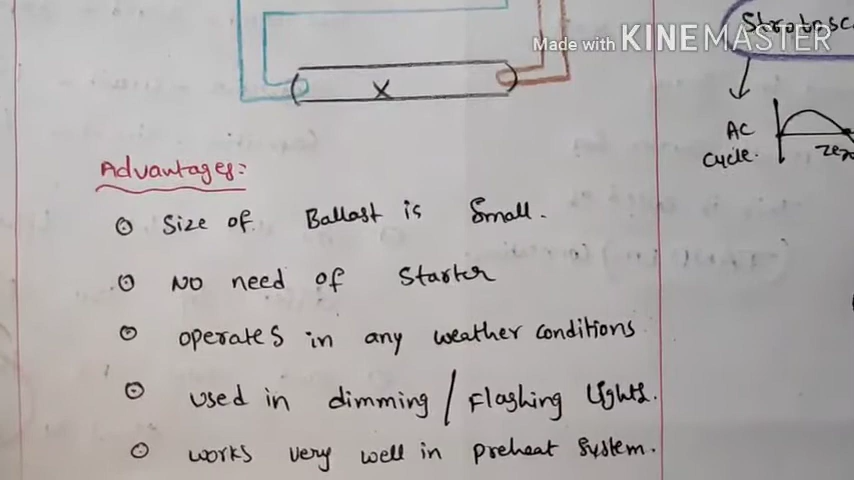 Made with KINEMASTER
X
AC
cycle.
Advantages:
Size of Ballast is Small.
NO need of Starter
operates in any weather conditions
used in dimming / Flashing lights.
works very well in preheat system.